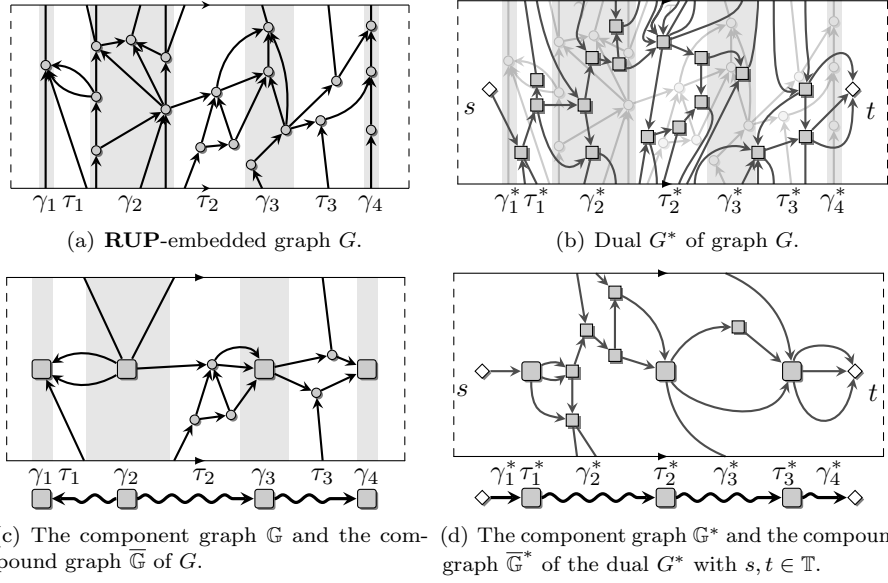 s
t
γ1 τ1 γ2 τ2 γ3 τ3 γ4
γ1* τ1* γ2* τ2* γ3* τ3* γ4*
(a) RUP-embedded graph G.
(b) Dual G* of graph G.
s
t
γ1 τ1 γ2 τ2 γ3 τ3 γ4
γ1* τ1* γ2* τ2* γ3* τ3* γ4*
(c) The component graph 𝔾 and the com-
pound graph 𝔾̅ of G.
(d) The component graph 𝔾* and the compound
graph 𝔾̅* of the dual G* with s, t ∈ 𝕋.